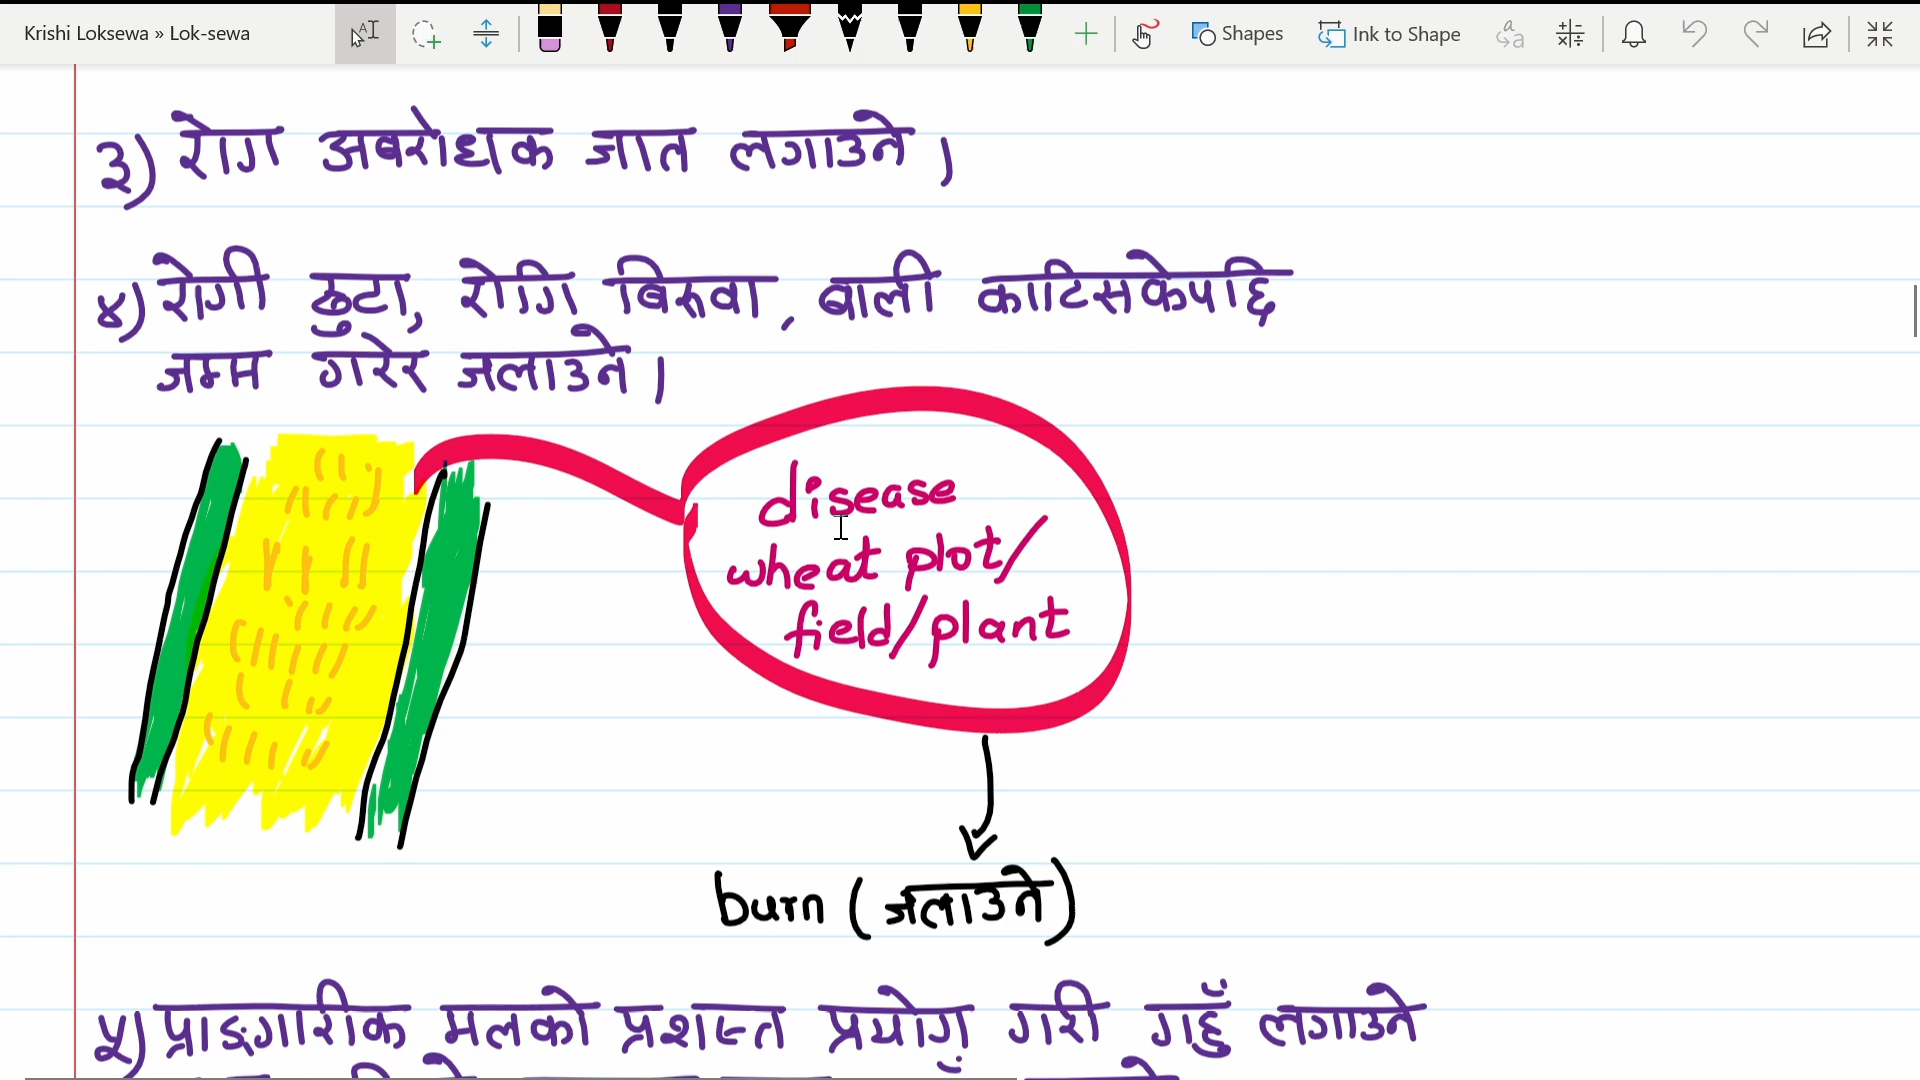 Krishi Loksewa » Lok-sewa
Shapes
Ink to Shape
३) रोग अबरोधक जात लगाउने।
४) रोगी ठुटा, रोगि बिरुवा, बाली काटिसकेपछि
जम्म गरेर जलाउने।
disease
wheat plot/
field/plant
burn (जलाउने)
५) प्राङ्गारीक मलको प्रशस्त प्रयोग गरी गहुँ लगाउने